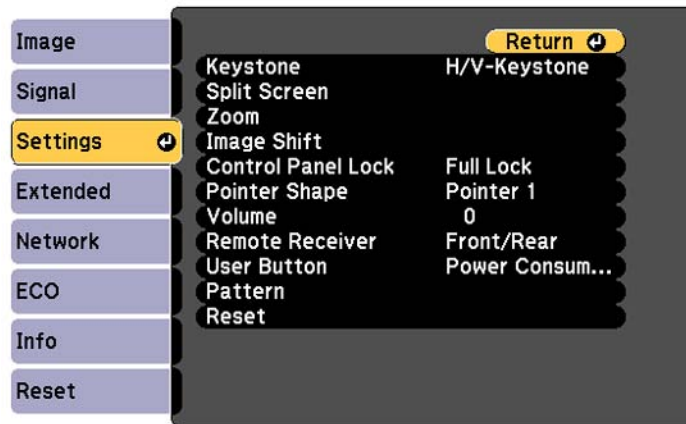 Image
Signal
Settings
Extended
Network
ECO
Info
Reset
Return
Keystone H/V-Keystone
Split Screen
Zoom
Image Shift
Control Panel Lock Full Lock
Pointer Shape Pointer 1
Volume 0
Remote Receiver Front/Rear
User Button Power Consum...
Pattern
Reset